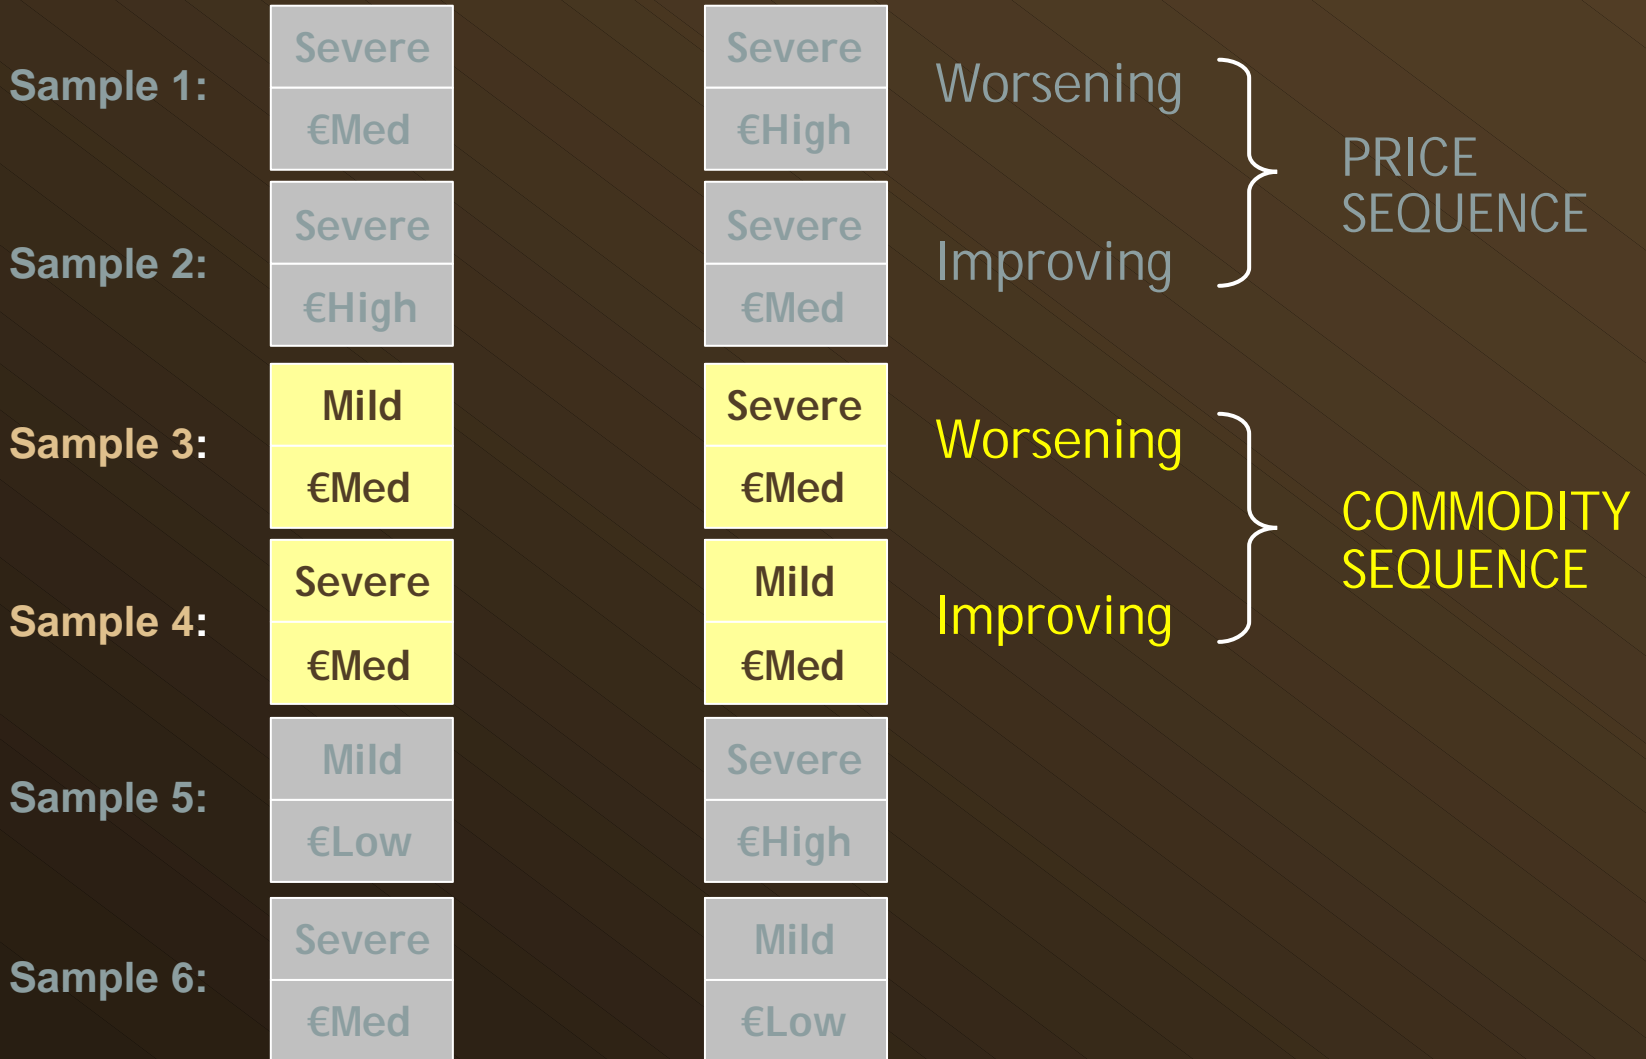 Severe Severe
Sample 1: Worsening
€Med €High
PRICE
SEQUENCE
Severe Severe
Sample 2: Improving
€High €Med
Mild Severe
Sample 3: Worsening
€Med €Med
COMMODITY
SEQUENCE
Severe Mild
Sample 4: Improving
€Med €Med
Mild Severe
Sample 5:
€Low €High
Severe Mild
Sample 6:
€Med €Low